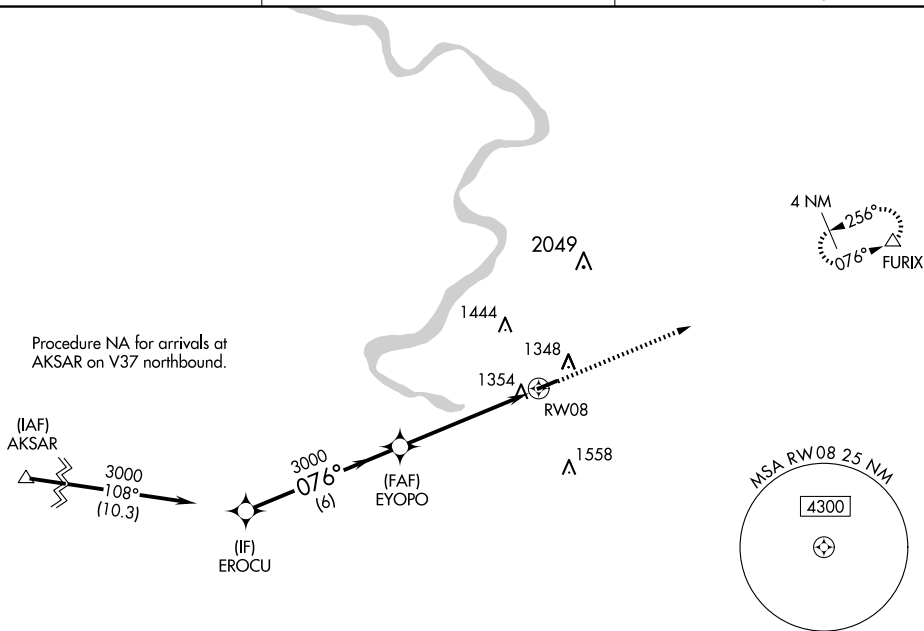 4 NM
256°
076°
FURIX
2049
1444
1348
1354
RW08
Procedure NA for arrivals at
AKSAR on V37 northbound.
(IAF)
AKSAR
3000
108°
(10.3)
3000
076°
(6)
(FAF)
EYOPO
1558
(IF)
EROCU
MSA RW08 25 NM
4300